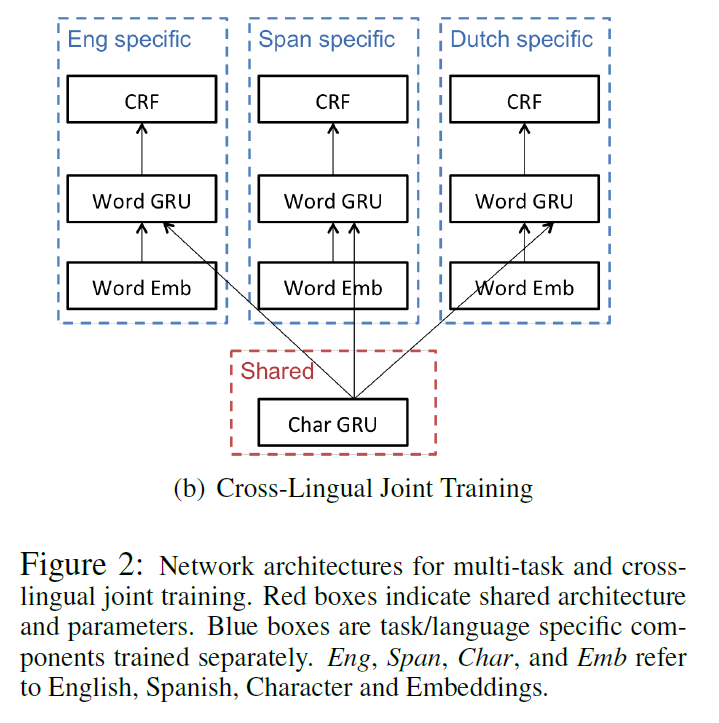 Eng specific
Span specific
Dutch specific
CRF
CRF
CRF
Word GRU
Word GRU
Word GRU
Word Emb
Word Emb
Word Emb
Shared
Char GRU
(b) Cross-Lingual Joint Training
Figure 2: Network architectures for multi-task and cross-
lingual joint training. Red boxes indicate shared architecture
and parameters. Blue boxes are task/language specific com-
ponents trained separately. Eng, Span, Char, and Emb refer
to English, Spanish, Character and Embeddings.